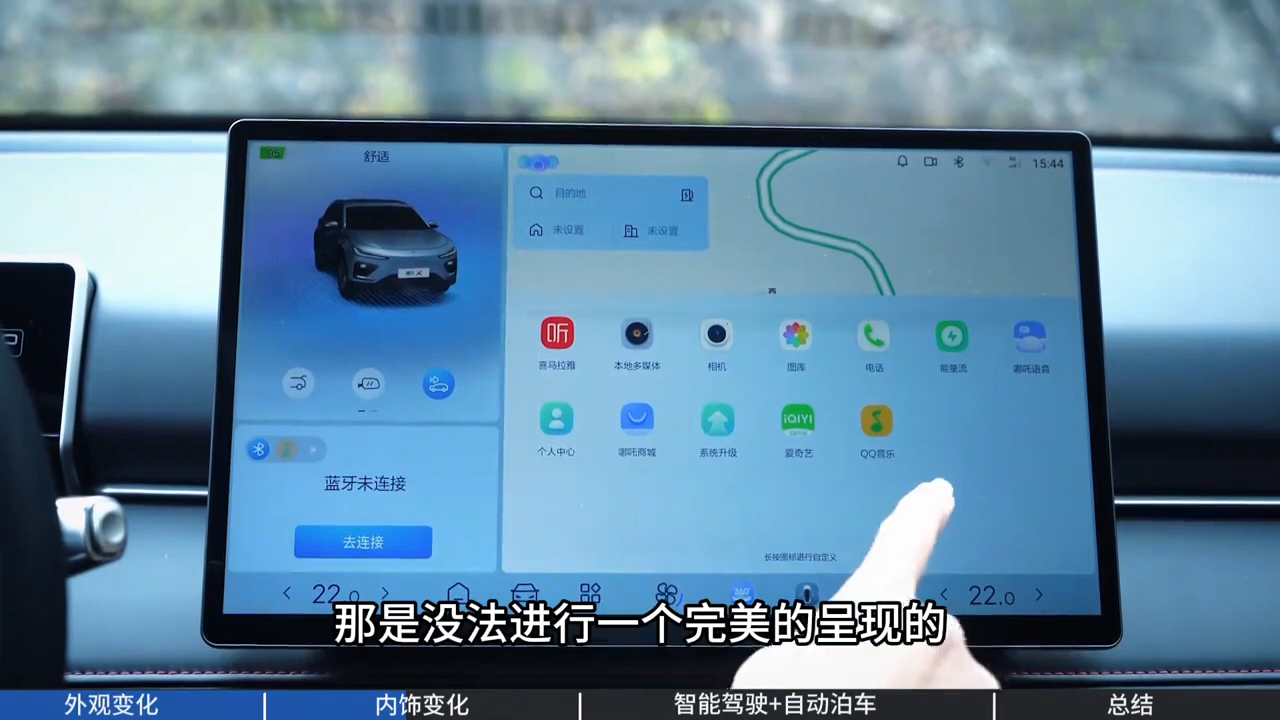 95
舒适
15:44
目的地
未设置
未设置
西
听
喜马拉雅
本地多媒体
相机
图库
电话
能量流
哪吒语音
iQIYI
个人中心
哪吒商城
系统升级
爱奇艺
QQ音乐
蓝牙未连接
去连接
长按图标进行自定义
22.0
360°
22.0
那是没法进行一个完美的呈现的
外观变化
内饰变化
智能驾驶+自动泊车
总结